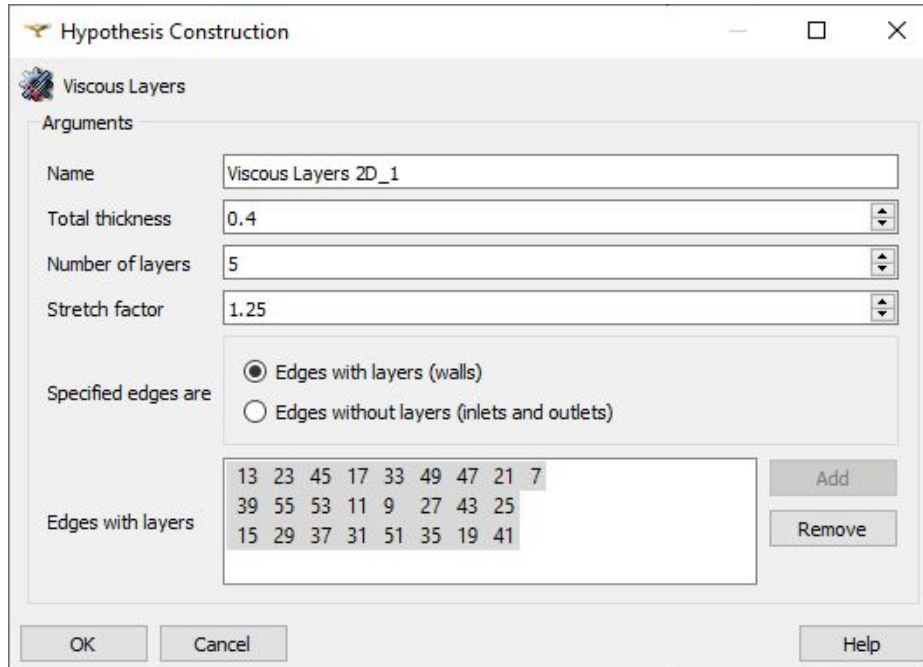 Hypothesis Construction
Viscous Layers
Arguments
Name Viscous Layers 2D_1
Total thickness 0.4
Number of layers 5
Stretch factor 1.25
Specified edges are
Edges with layers (walls)
Edges without layers (inlets and outlets)
Edges with layers
13 23 45 17 33 49 47 21 7
39 55 53 11 9 27 43 25
15 29 37 31 51 35 19 41
Add
Remove
OK Cancel Help